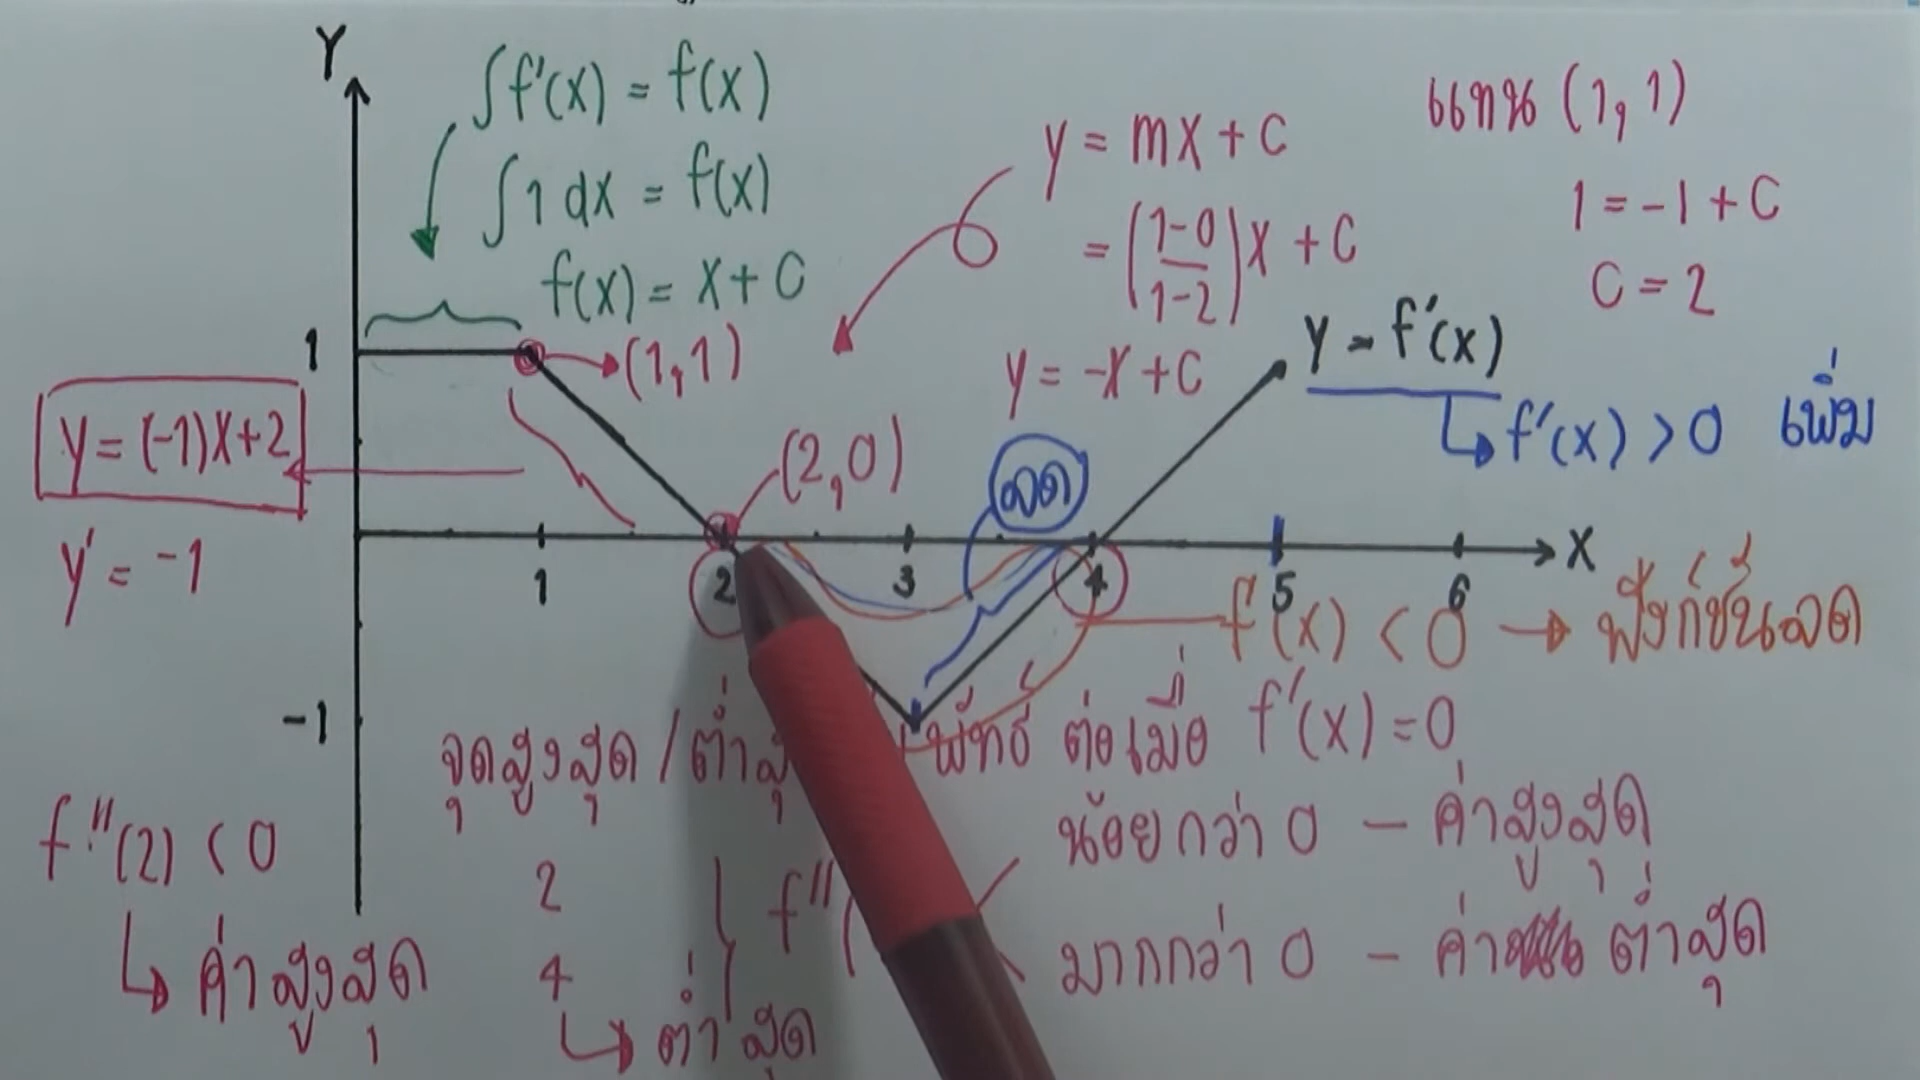 Y
∫f'(x) = f(x)
∫1 dx = f(x)
f(x) = x + C
y = mx + C
= (1-0/1-2)x + C
y = -x + C
แทน (1, 1)
1 = -1 + C
C = 2
1
(1, 1)
y = f'(x)
f'(x) > 0 เพิ่ม
y = (-1)x+2
y' = -1
(2, 0)
ลด
X
1 2 3 4 5 6
f'(x) < 0 → ฟังก์ชันลด
-1
จุดสูงสุด / ต่ำสุ พัทธ์ ต่อเมื่อ f'(x) = 0
f''(2) < 0
ค่าสูงสุด
2
4
ต่ำสุด
f''(
น้อยกว่า 0 - ค่าสูงสุด
มากกว่า 0 - ค่า ต่ำสุด